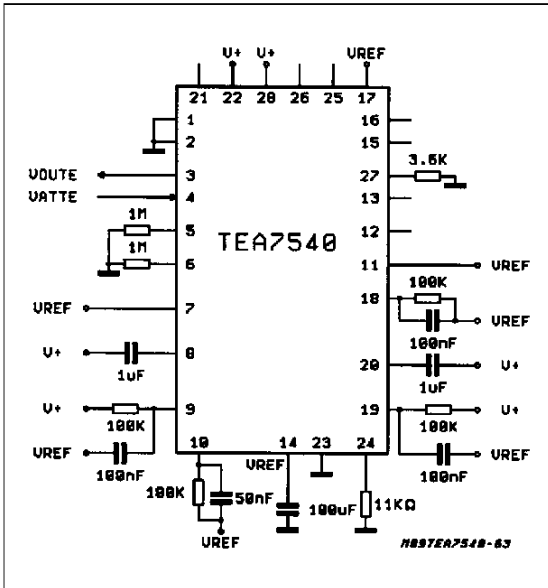 V+ V+ VREF
21 22 28 26 25 17
1 16
2 15
VOUTE 3 27 3.6K
VATTE 4 13
1M 5 12
1M 6 11 VREF
TEA7540
VREF 7 18 100K
100nF VREF
V+ 1uF 8 20 1uF V+
V+ 100K 9 19 100K V+
VREF 100nF 100nF VREF
10 14 23 24
VREF
100K 50nF 100uF 11KΩ
VREF
M89TEA7540-63